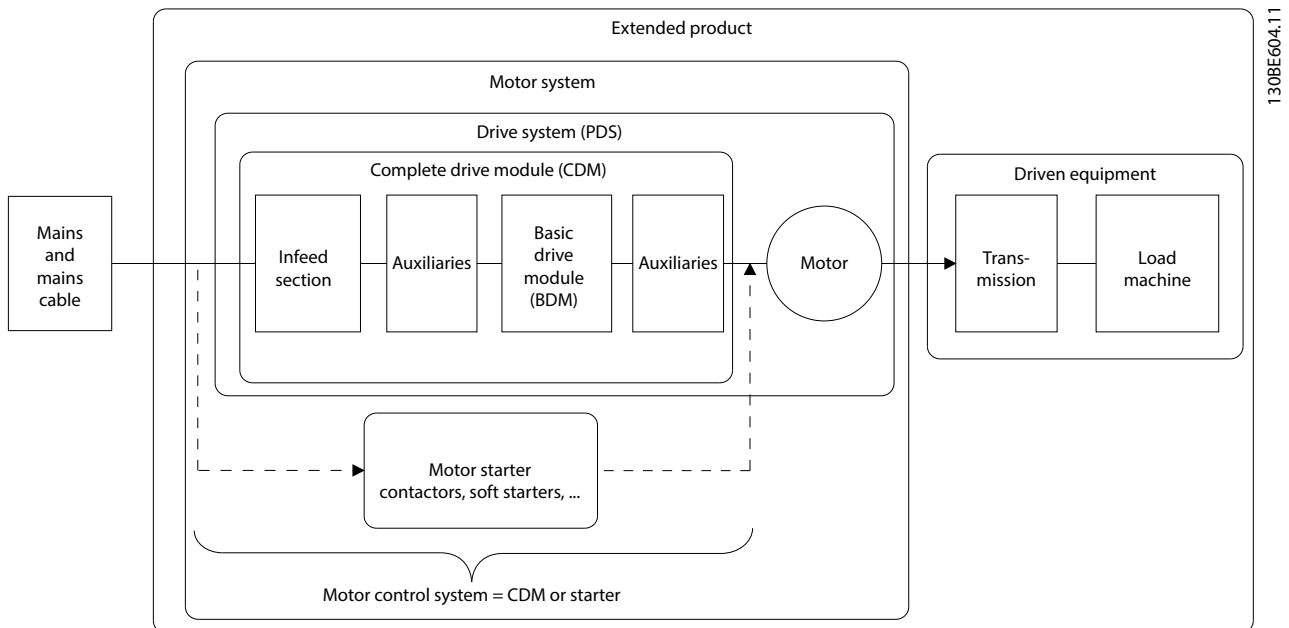 Extended product
130BE604.11
Motor system
Drive system (PDS)
Complete drive module (CDM)
Driven equipment
Mains
and
mains
cable
Infeed
section
Auxiliaries
Basic
drive
module
(BDM)
Auxiliaries
Motor
Trans-
mission
Load
machine
Motor starter
contactors, soft starters, ...
Motor control system = CDM or starter